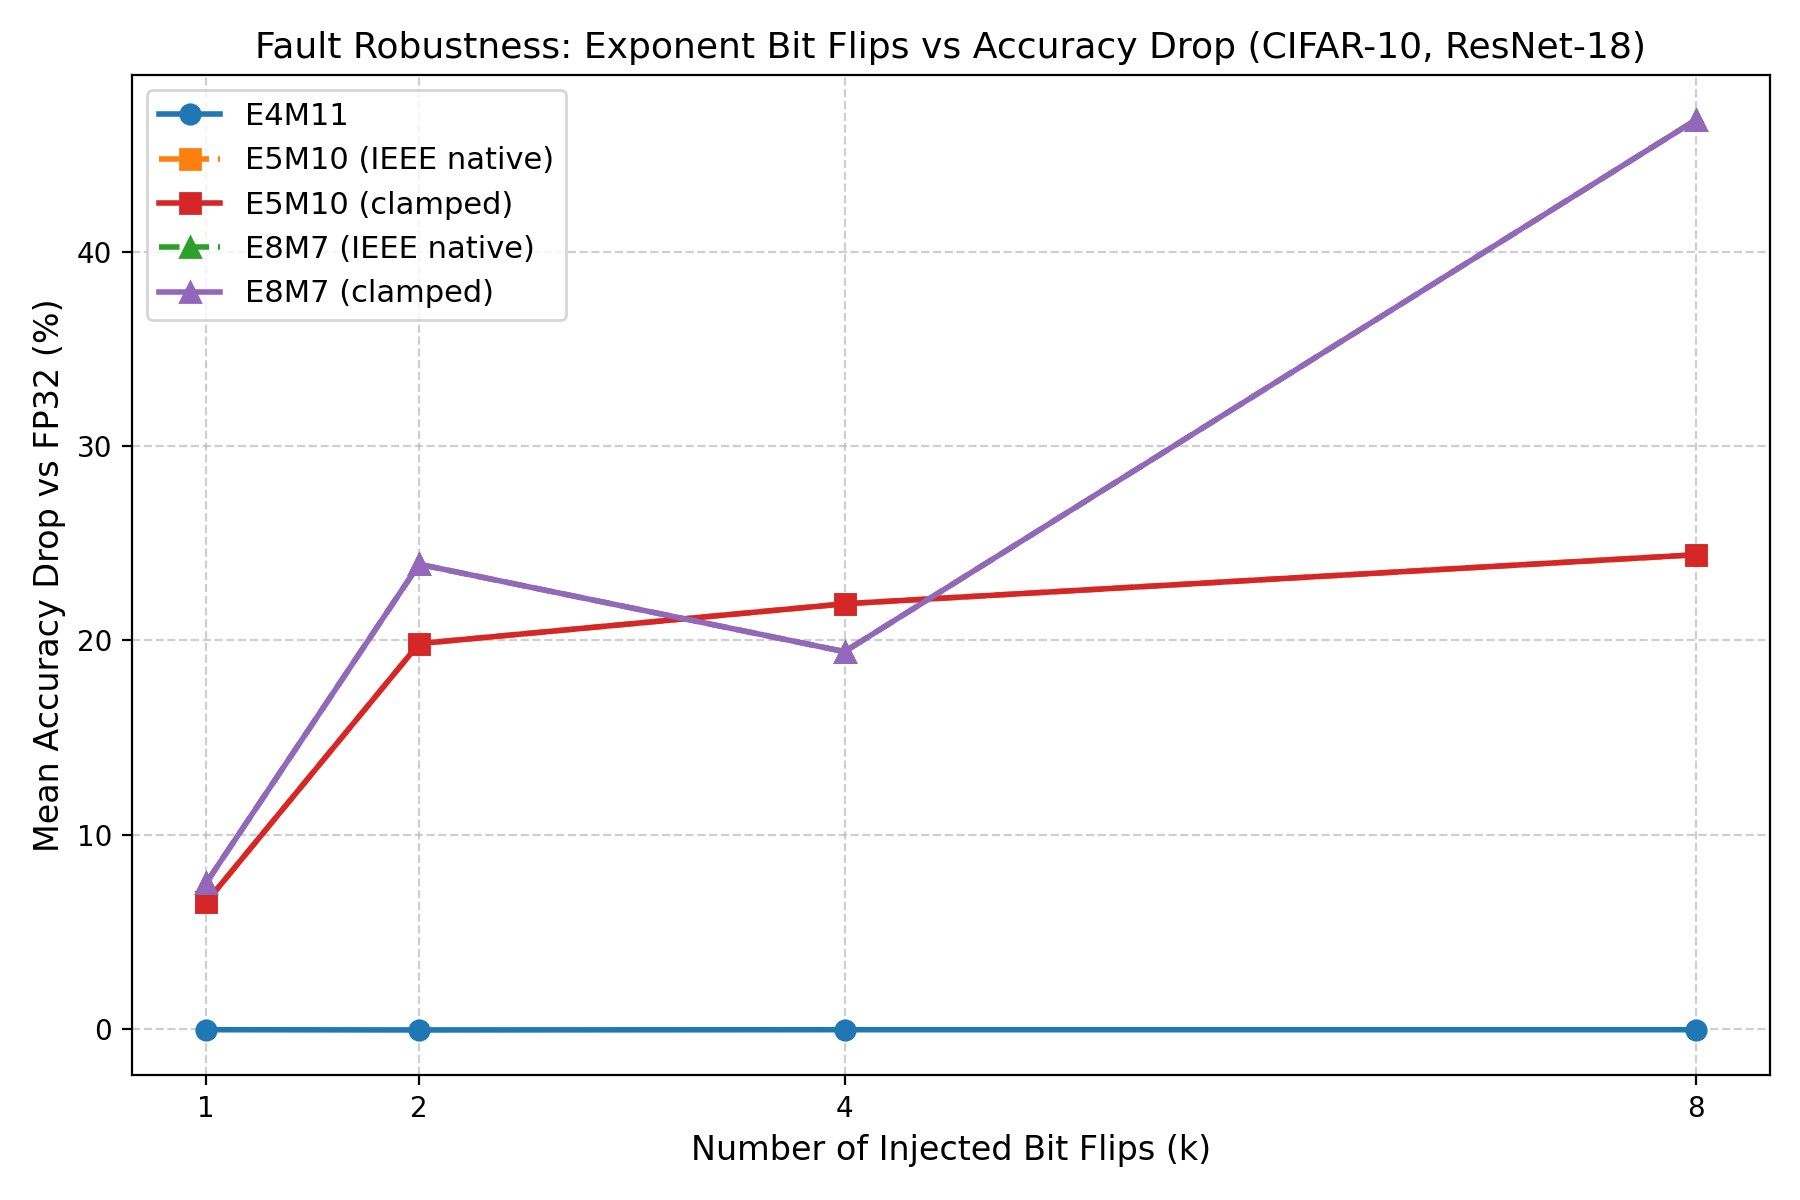 Fault Robustness: Exponent Bit Flips vs Accuracy Drop (CIFAR-10, ResNet-18)
E4M11
E5M10 (IEEE native)
E5M10 (clamped)
E8M7 (IEEE native)
E8M7 (clamped)
Mean Accuracy Drop vs FP32 (%)
40
30
20
10
0
1 2 4 8
Number of Injected Bit Flips (k)